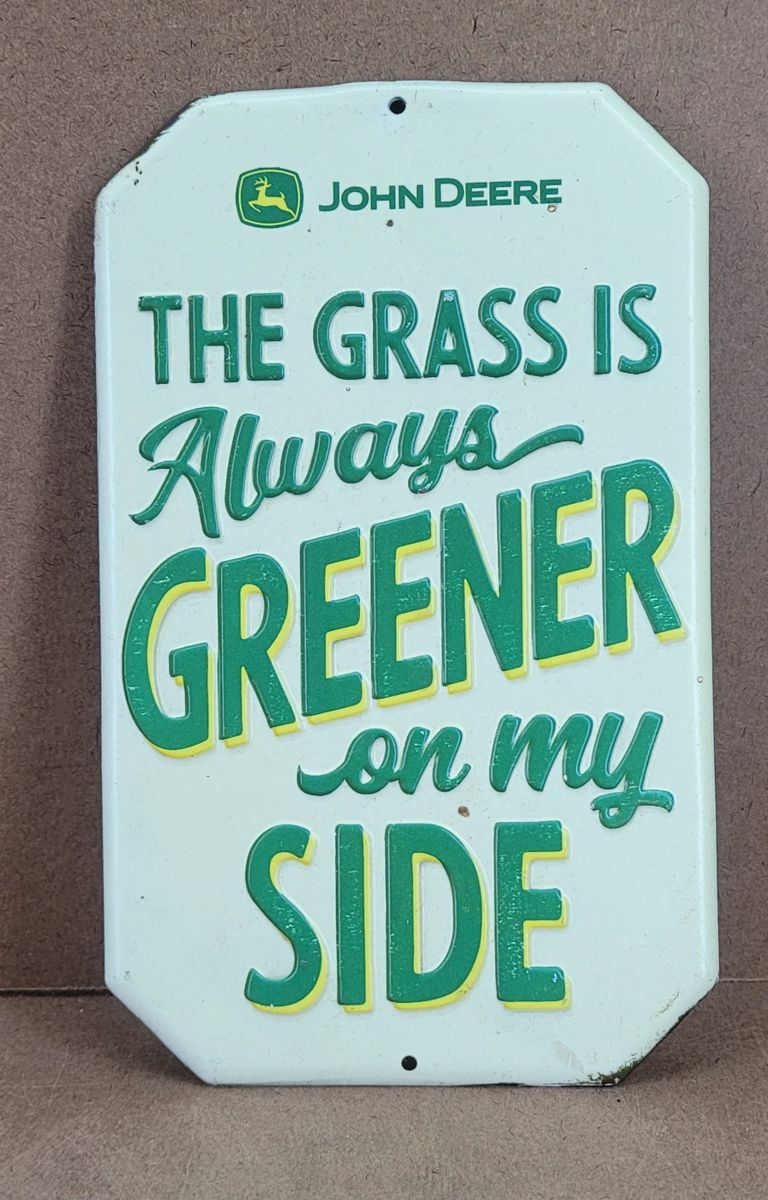 JOHN DEERE
THE GRASS IS
Always
GREENER
on my
SIDE